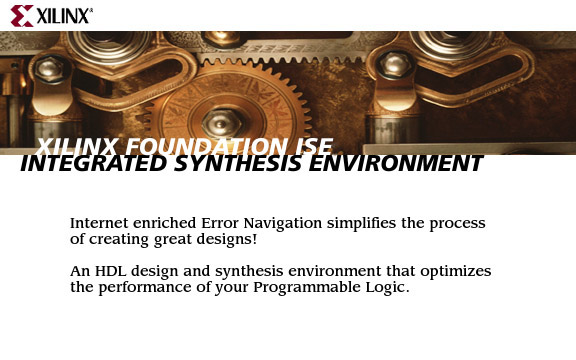 XILINX®
XILINX FOUNDATION ISE
INTEGRATED SYNTHESIS ENVIRONMENT
Internet enriched Error Navigation simplifies the process
of creating great designs!
An HDL design and synthesis environment that optimizes
the performance of your Programmable Logic.